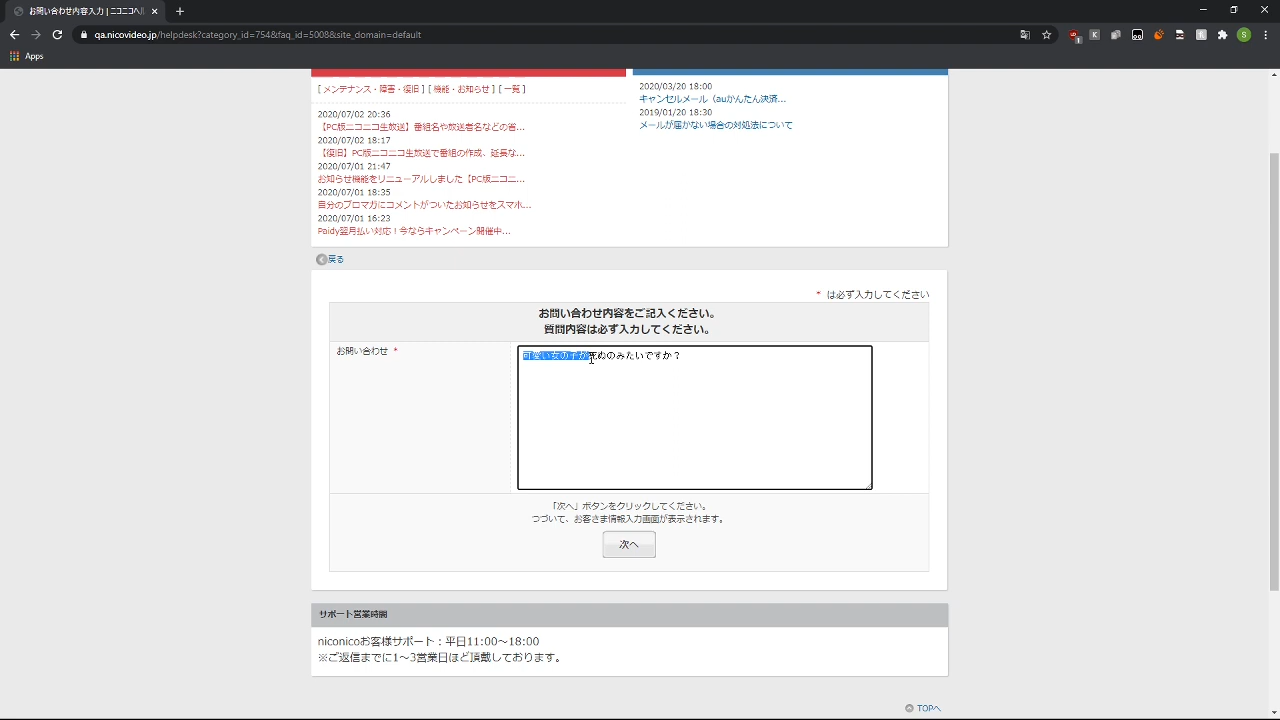 お問い合わせ内容入力 | ニコニコヘル
qa.nicovideo.jp/helpdesk?category_id=754&faq_id=5008&site_domain=default
Apps
[ メンテナンス・障害・復旧 ] [ 機能・お知らせ ] [ 一覧 ]
2020/07/02 20:36
【PC版ニコニコ生放送】番組名や放送者名などの省...
2020/07/02 18:17
【復旧】PC版ニコニコ生放送で番組の作成、延長な...
2020/07/01 21:47
お知らせ機能をリニューアルしました【PC版ニコニ...
2020/07/01 18:35
自分のブロマガにコメントがついたお知らせをスマホ...
2020/07/01 16:23
Paidy翌月払い対応！今ならキャンペーン開催中...
2020/03/20 18:00
キャンセルメール（auかんたん決済...
2019/01/20 18:30
メールが届かない場合の対処法について
戻る
* は必ず入力してください
お問い合わせ内容をご記入ください。
質問内容は必ず入力してください。
お問い合わせ *
可愛い女の子が死ぬのみたいですか？
「次へ」ボタンをクリックしてください。
つづいて、お客さま情報入力画面が表示されます。
次へ
サポート営業時間
niconicoお客様サポート：平日11:00～18:00
※ご返信までに1～3営業日ほど頂戴しております。
TOPへ